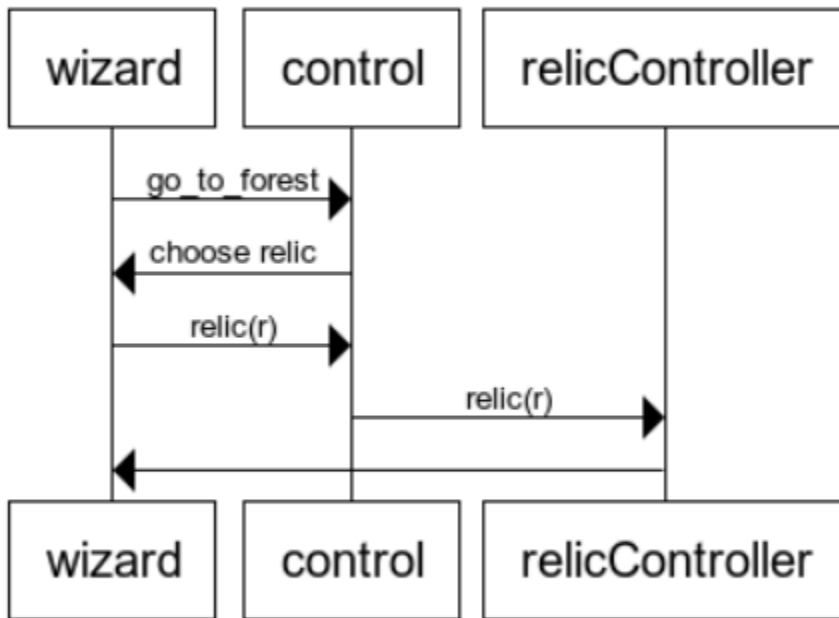 wizard control relicController
go_to_forest
choose relic
relic(r)
relic(r)
wizard control relicController